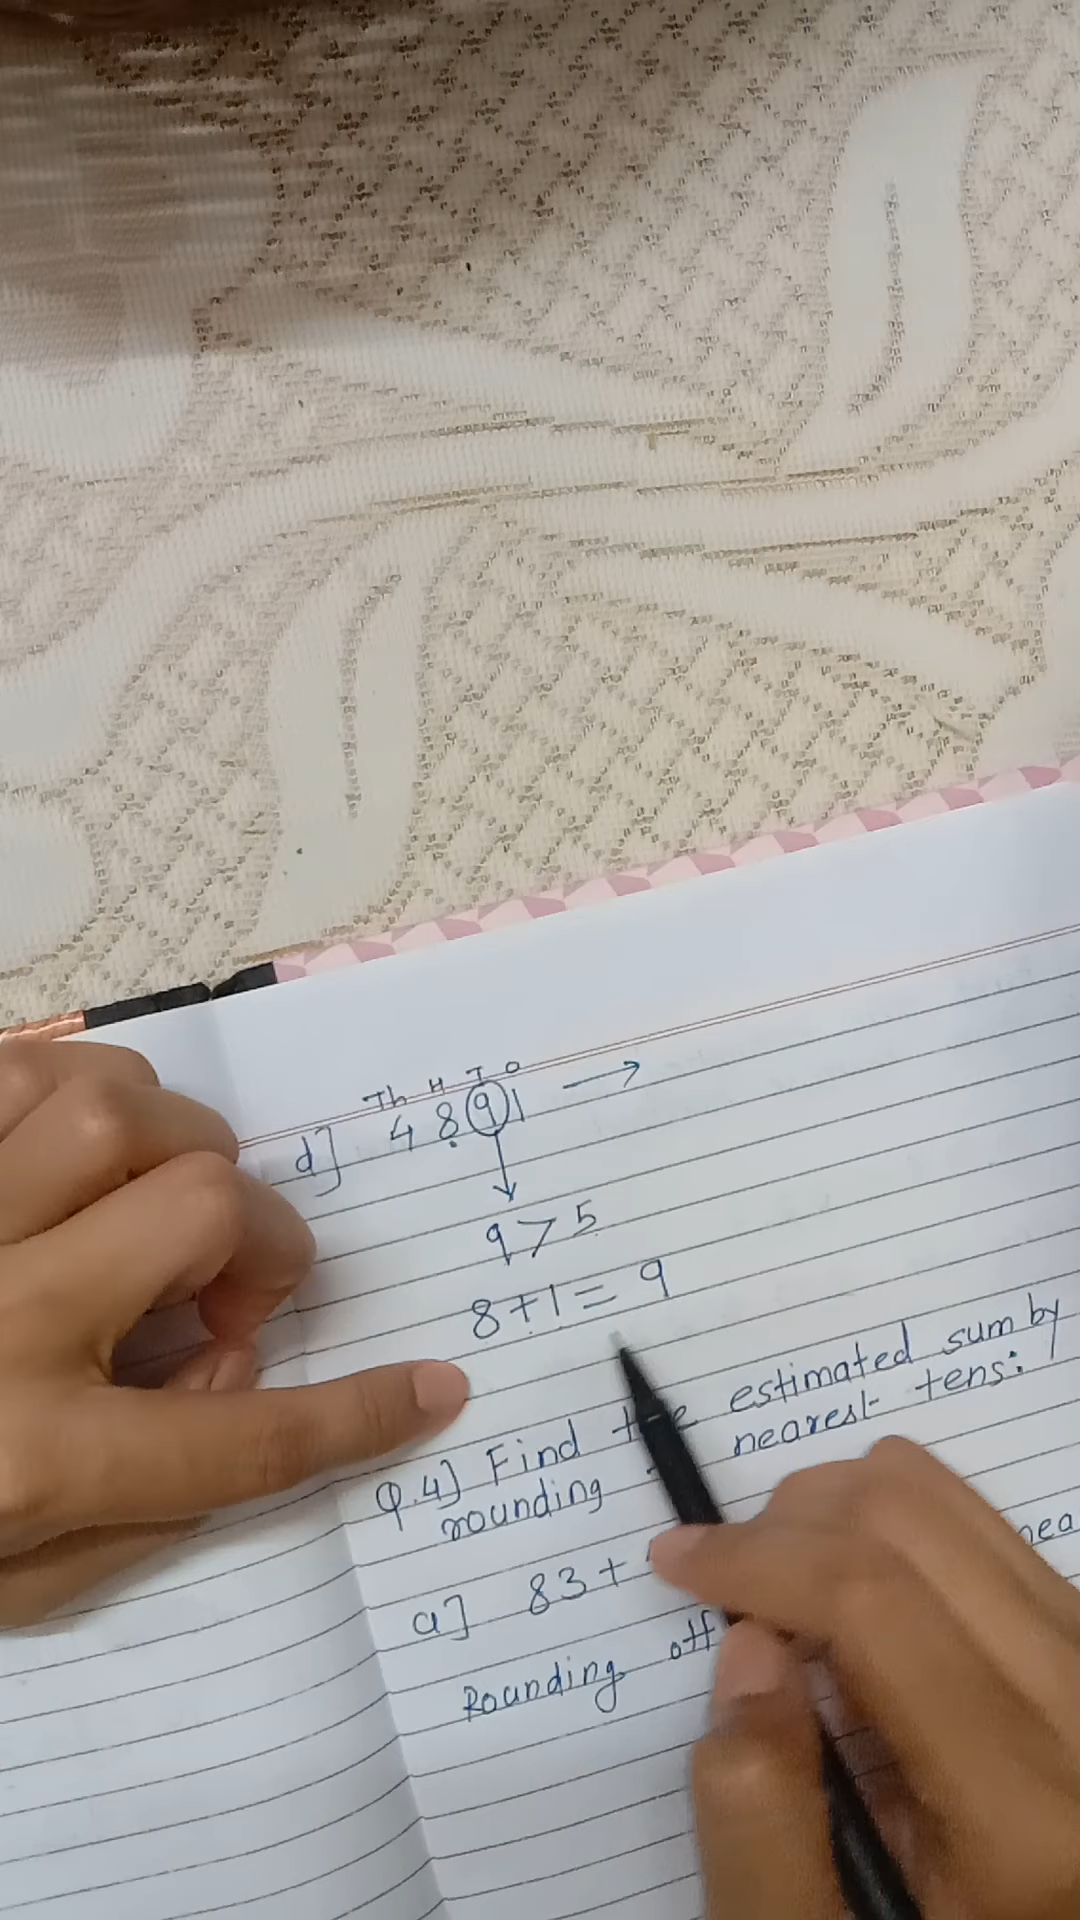 Th H T O
d] 4 8 9 1 →
9 > 5
8+1 = 9
Q.4] Find the estimated sum by
rounding nearest tens:
a] 83+
Rounding off